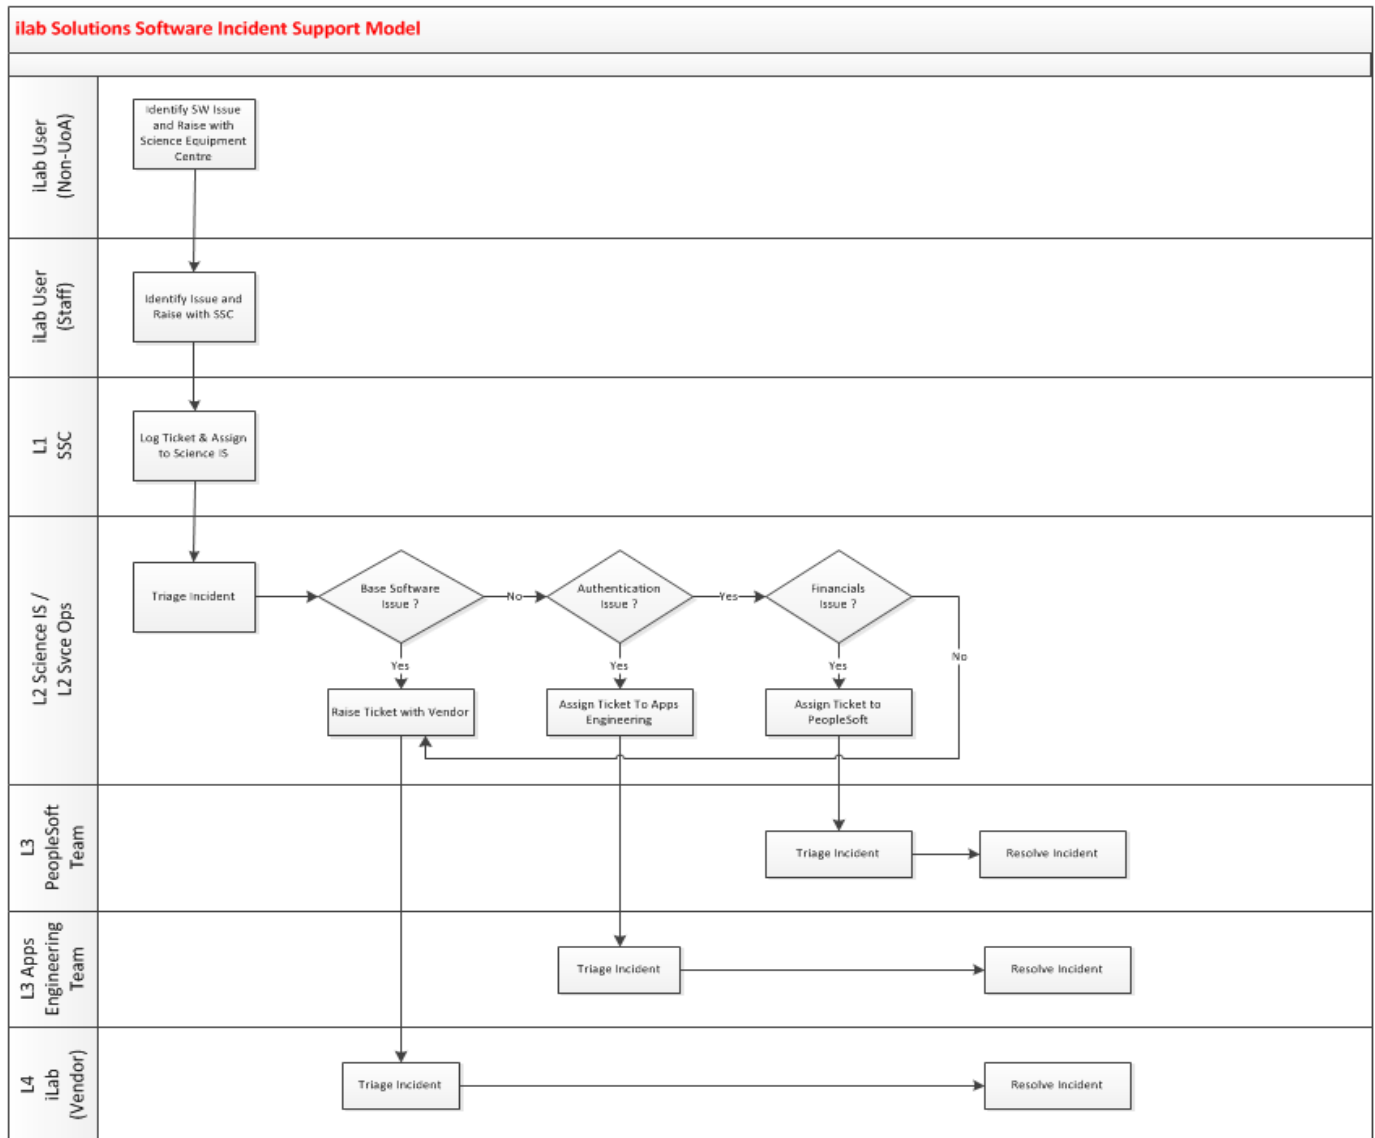 ilab Solutions Software Incident Support Model
iLab User
(Non-UoA)
Identify SW Issue
and Raise with
Science Equipment
Centre
iLab User
(Staff)
Identify Issue and
Raise with SSC
L1
SSC
Log Ticket & Assign
to Science IS
L2 Science IS /
L2 Svce Ops
Triage Incident
Base Software
Issue ?
No
Authentication
Issue ?
Yes
Financials
Issue ?
No
Yes
Yes
Yes
Raise Ticket with Vendor
Assign Ticket To Apps
Engineering
Assign Ticket to
PeopleSoft
L3
PeopleSoft
Team
Triage Incident
Resolve Incident
L3 Apps
Engineering
Team
Triage Incident
Resolve Incident
L4
iLab
(Vendor)
Triage Incident
Resolve Incident